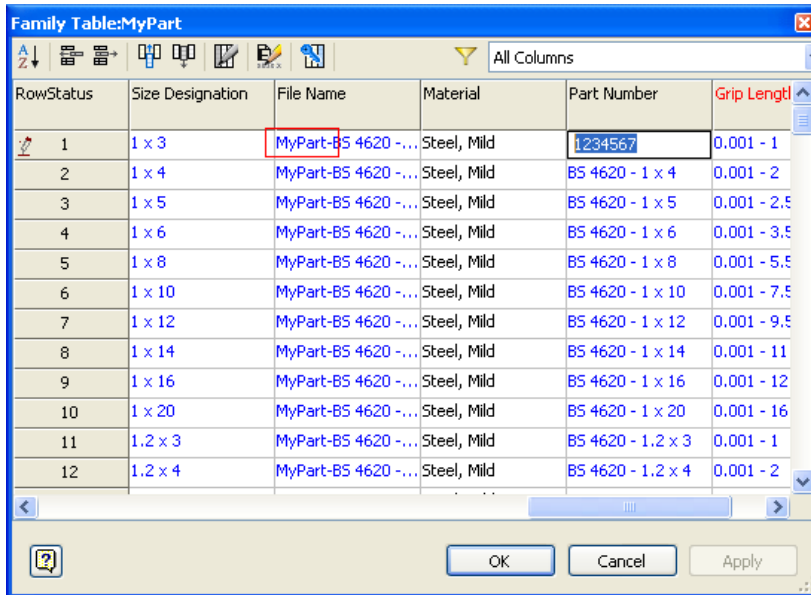 Family Table:MyPart
All Columns
RowStatus Size Designation File Name Material Part Number Grip Lengtl
1 1 x 3 MyPart-BS 4620 -... Steel, Mild 1234567 0.001 - 1
2 1 x 4 MyPart-BS 4620 -... Steel, Mild BS 4620 - 1 x 4 0.001 - 2
3 1 x 5 MyPart-BS 4620 -... Steel, Mild BS 4620 - 1 x 5 0.001 - 2.5
4 1 x 6 MyPart-BS 4620 -... Steel, Mild BS 4620 - 1 x 6 0.001 - 3.5
5 1 x 8 MyPart-BS 4620 -... Steel, Mild BS 4620 - 1 x 8 0.001 - 5.5
6 1 x 10 MyPart-BS 4620 -... Steel, Mild BS 4620 - 1 x 10 0.001 - 7.5
7 1 x 12 MyPart-BS 4620 -... Steel, Mild BS 4620 - 1 x 12 0.001 - 9.5
8 1 x 14 MyPart-BS 4620 -... Steel, Mild BS 4620 - 1 x 14 0.001 - 11
9 1 x 16 MyPart-BS 4620 -... Steel, Mild BS 4620 - 1 x 16 0.001 - 12
10 1 x 20 MyPart-BS 4620 -... Steel, Mild BS 4620 - 1 x 20 0.001 - 16
11 1.2 x 3 MyPart-BS 4620 -... Steel, Mild BS 4620 - 1.2 x 3 0.001 - 1
12 1.2 x 4 MyPart-BS 4620 -... Steel, Mild BS 4620 - 1.2 x 4 0.001 - 2
OK Cancel Apply